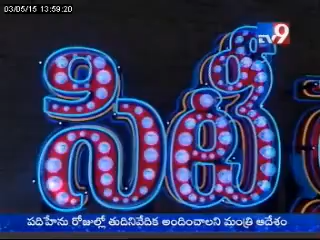 03/05/15 13:59:20
TV9
సిటీ
పదిహేను రోజుల్లో తుదినివేదిక అందించాలని మంత్రి ఆదేశం